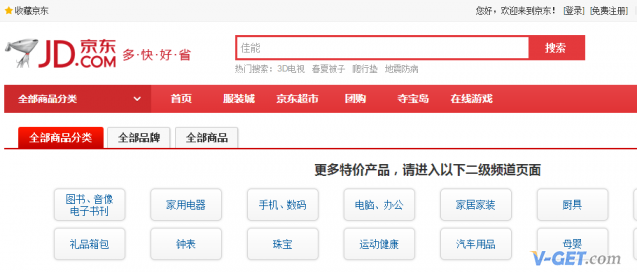 收藏京东
您好，欢迎来到京东！ [登录] [免费注册]
JD.COM 京东
多·快·好·省
佳能 搜索
热门搜索： 3D电视 春夏被子 爬行垫 地震防病
全部商品分类 首页 服装城 京东超市 团购 夺宝岛 在线游戏
全部商品分类 全部品牌 全部商品
更多特价产品，请进入以下二级频道页面
图书、音像
电子书刊
家用电器 手机、数码 电脑、办公 家居家装 厨具
礼品箱包 钟表 珠宝 运动健康 汽车用品 母婴
V-GET.com